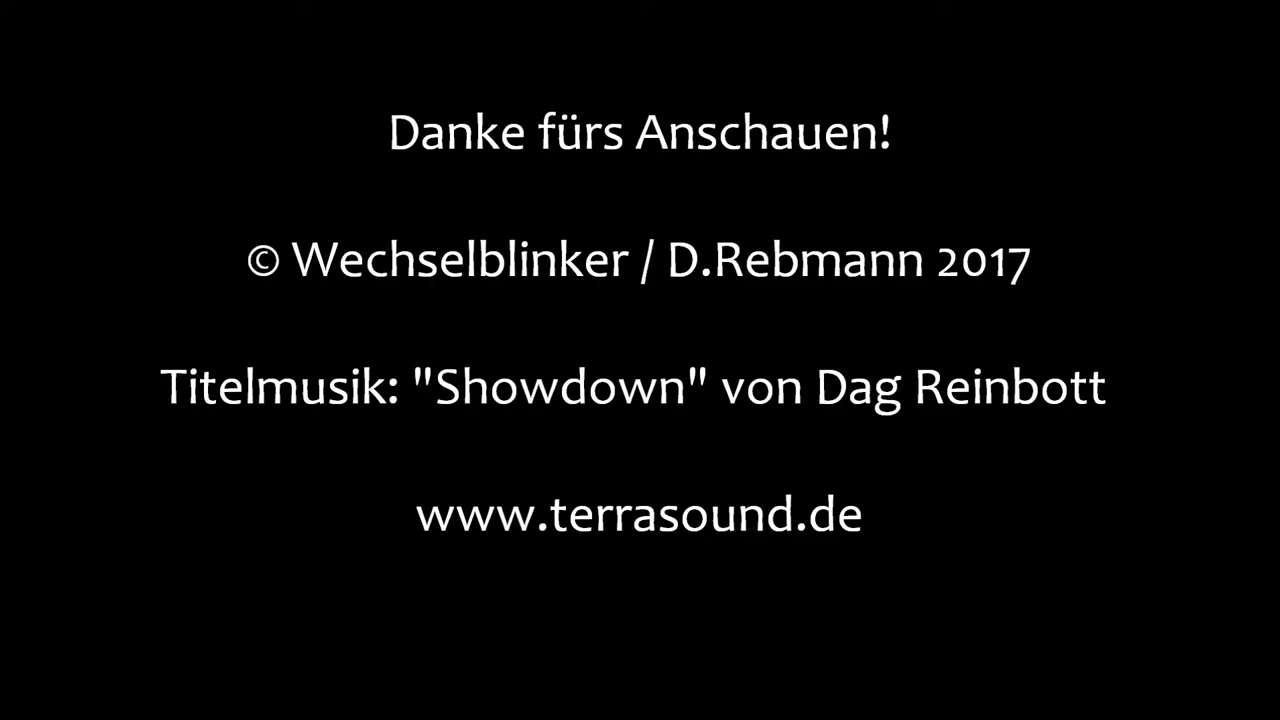 Danke fürs Anschauen!
© Wechselblinker / D.Rebmann 2017
Titelmusik: "Showdown" von Dag Reinbott
www.terrasound.de